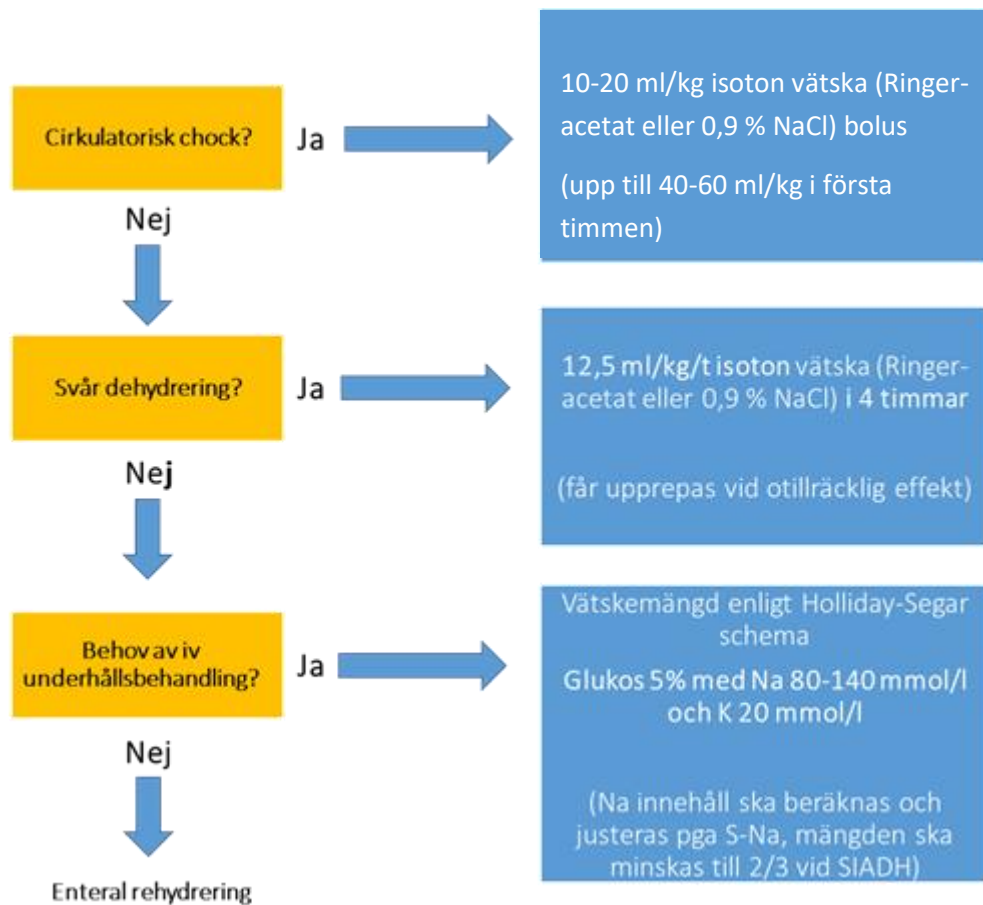 Cirkulatorisk chock?
Ja
10-20 ml/kg isoton vätska (Ringer-
acetat eller 0,9 % NaCl) bolus
(upp till 40-60 ml/kg i första
timmen)
Nej
Svår dehydrering?
Ja
12,5 ml/kg/t isoton vätska (Ringer-
acetat eller 0,9 % NaCl) i 4 timmar
(får upprepas vid otillräcklig effekt)
Nej
Behov av iv
underhållsbehandling?
Ja
Vätskemängd enligt Holliday-Segar
schema
Glukos 5% med Na 80-140 mmol/l
och K 20 mmol/l
(Na innehåll ska beräknas och
justeras pga S-Na, mängden ska
minskas till 2/3 vid SIADH)
Nej
Enteral rehydrering